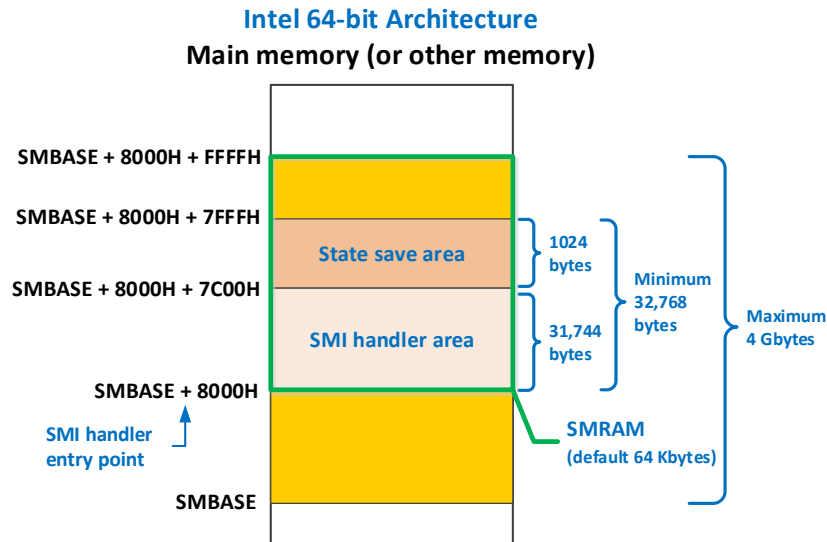 Intel 64-bit Architecture
Main memory (or other memory)
SMBASE + 8000H + FFFFH
SMBASE + 8000H + 7FFFH
State save area
1024
bytes
SMBASE + 8000H + 7C00H
Minimum
32,768
bytes
Maximum
4 Gbytes
SMI handler area
31,744
bytes
SMBASE + 8000H
SMI handler
entry point
SMRAM
(default 64 Kbytes)
SMBASE